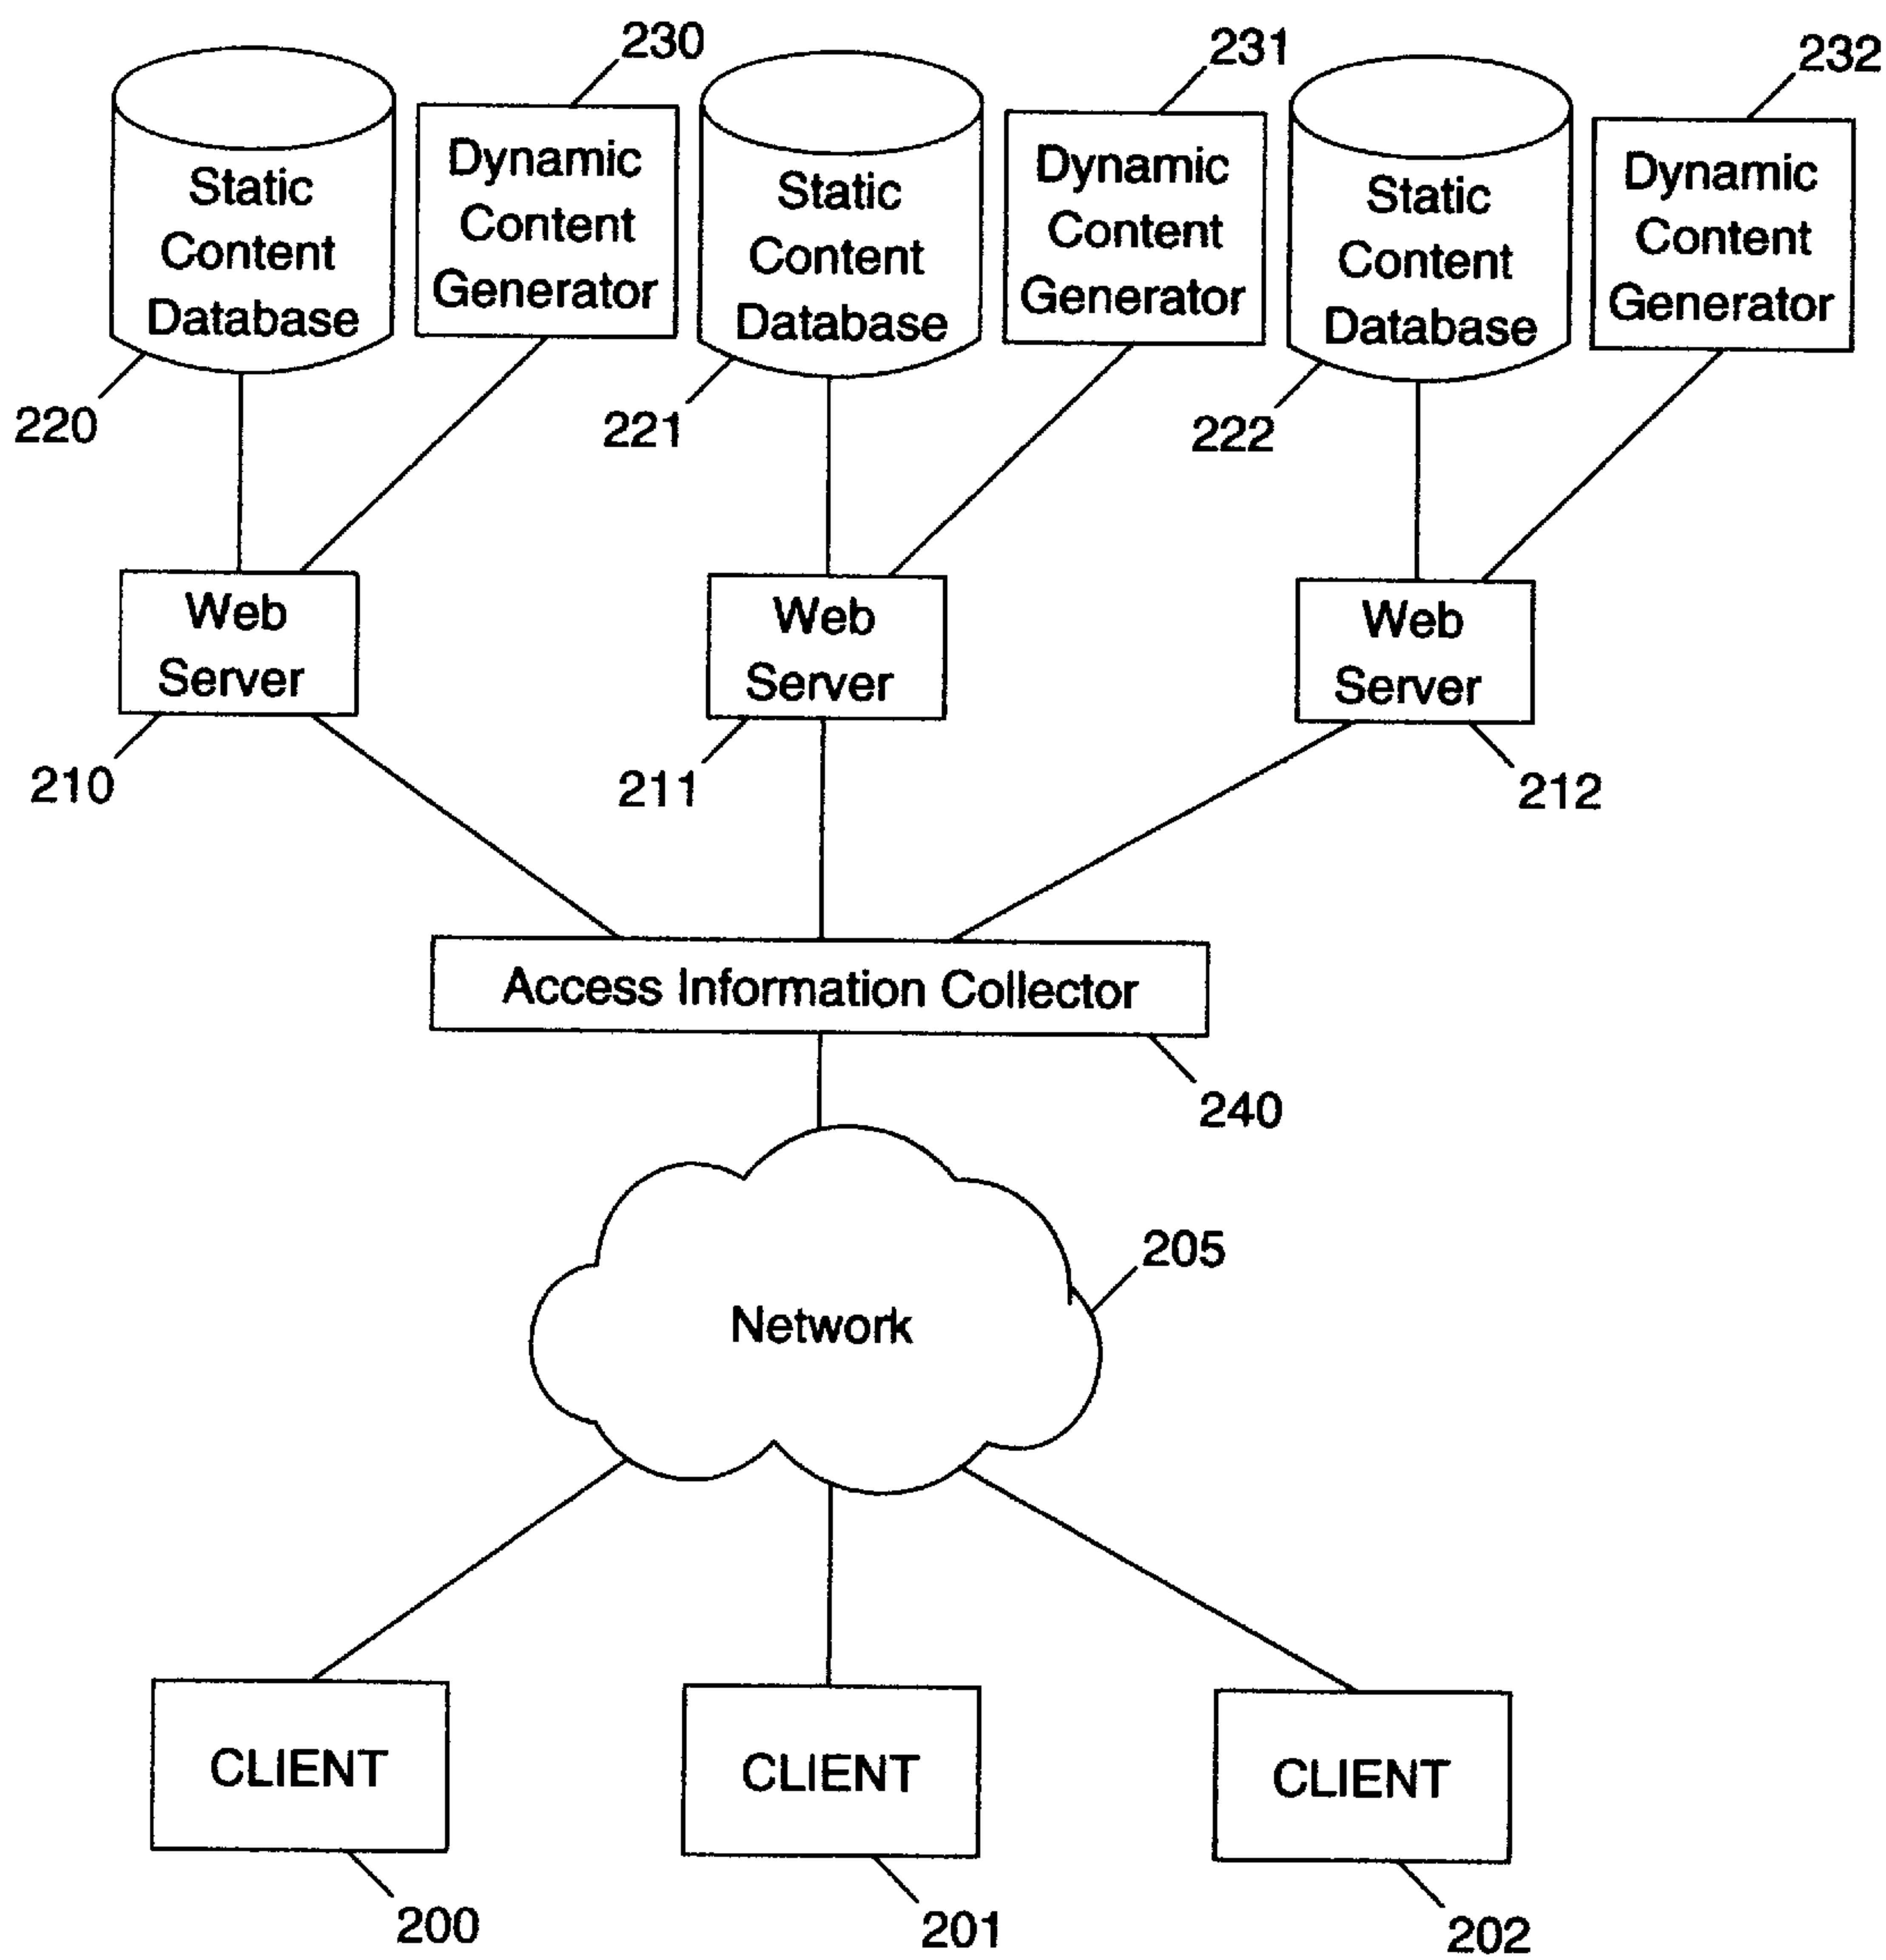 230
231
232
Static
Content
Database
Dynamic
Content
Generator
Static
Content
Database
Dynamic
Content
Generator
Static
Content
Database
Dynamic
Content
Generator
220
221
222
Web
Server
Web
Server
Web
Server
210
211
212
Access Information Collector
240
205
Network
CLIENT
CLIENT
CLIENT
200
201
202